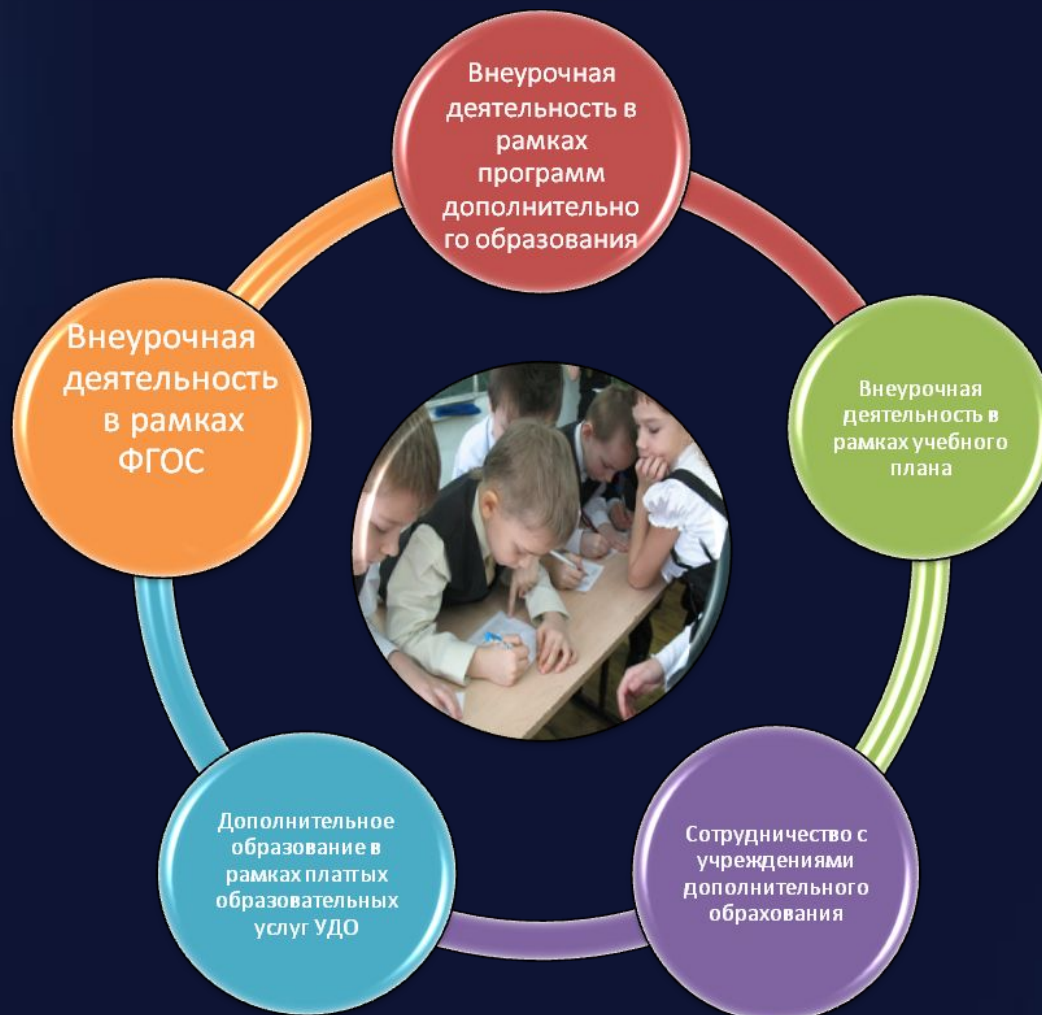 Внеурочная
деятельность в
рамках
программ
дополнительно
го образования
Внеурочная
деятельность в
рамках учебного
плана
Сотрудничество с
учреждениями
дополнительного
обрахования
Дополнительное
образование в
рамках платгых
образовательных
услуг УДО
Внеурочная
деятельность
в рамках
ФГОС